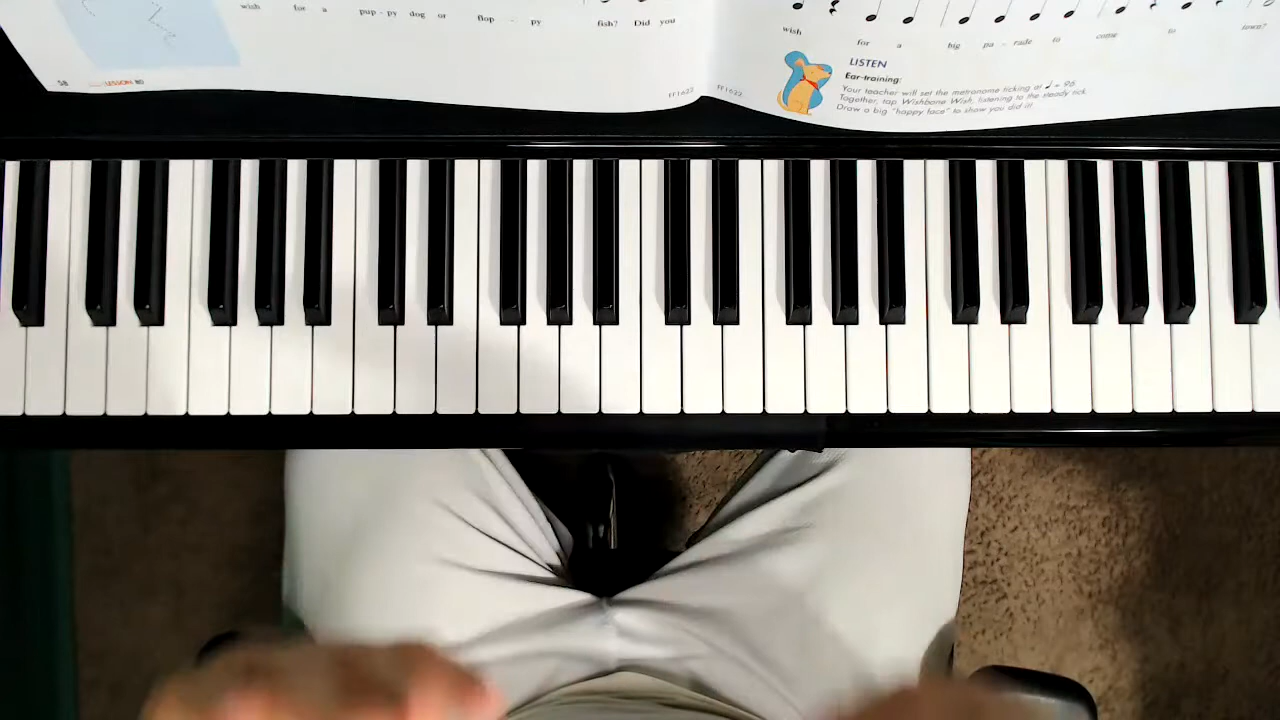 wish for a pup - py dog or flop - py fish? Did you
58 LESSON 80
FF1622
wish for a big pa - rade to come to town?
LISTEN
Ear-training:
Your teacher will set the metronome ticking at ♩ = 96
Together, tap Wishbone Wish, listening to the steady tick.
Draw a big "happy face" to show you did it!
FF1622